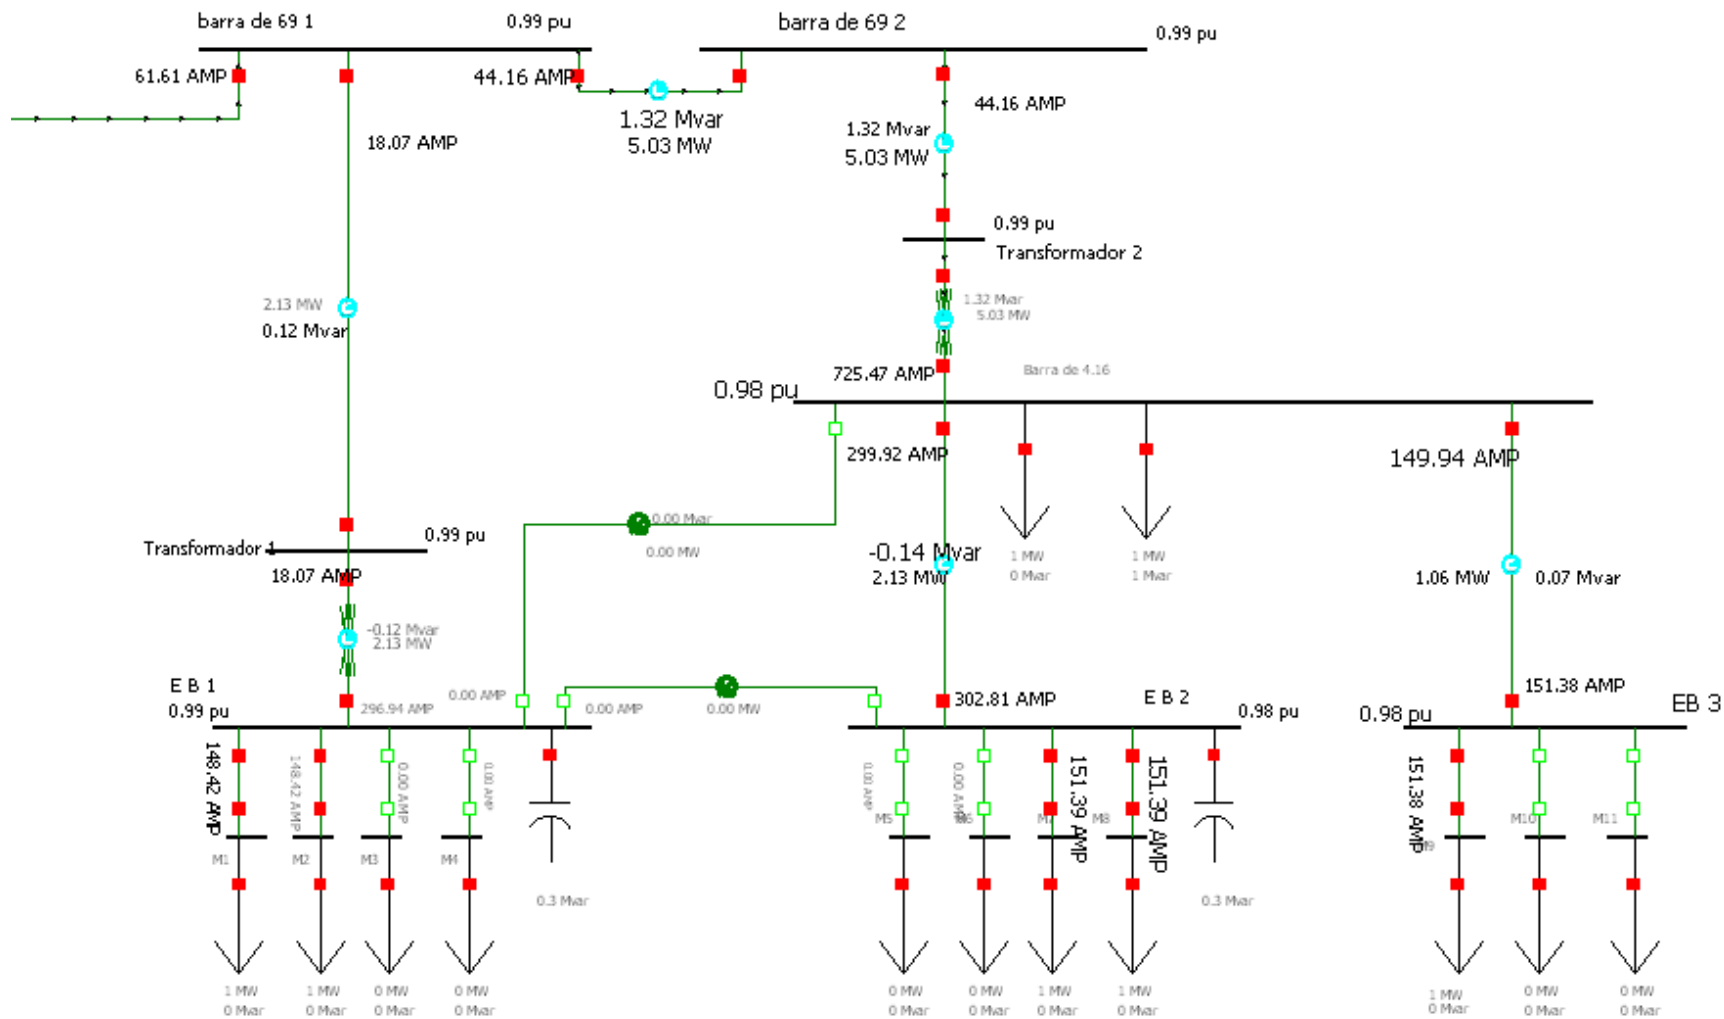 barra de 69 1
0.99 pu
barra de 69 2
0.99 pu
61.61 AMP
44.16 AMP
1.32 Mvar
5.03 MW
44.16 AMP
18.07 AMP
1.32 Mvar
5.03 MW
0.99 pu
Transformador 2
2.13 MW
0.12 Mvar
1.32 Mvar
5.03 MW
725.47 AMP
Barra de 4.16
0.98 pu
299.92 AMP
149.94 AMP
0.00 Mvar
0.00 MW
0.99 pu
Transformador 1
18.07 AMP
-0.14 Mvar
2.13 MW
1 MW
0 Mvar
1 MW
1 Mvar
1.06 MW
0.07 Mvar
-0.12 Mvar
2.13 MW
E B 1
0.99 pu
296.94 AMP
0.00 AMP
0.00 AMP
0.00 MW
302.81 AMP
E B 2
0.98 pu
151.38 AMP
0.98 pu
EB 3
148.42 AMP
148.42 AMP
0.00 AMP
0.00 AMP
0.00 AMP
0.00 AMP
151.39 AMP
151.39 AMP
151.38 AMP
M1
M2
M3
M4
M5
M6
M7
M8
M9
M10
M11
0.3 Mvar
0.3 Mvar
1 MW
0 Mvar
1 MW
0 Mvar
0 MW
0 Mvar
0 MW
0 Mvar
0 MW
0 Mvar
0 MW
0 Mvar
1 MW
0 Mvar
1 MW
0 Mvar
1 MW
0 Mvar
0 MW
0 Mvar
0 MW
0 Mvar